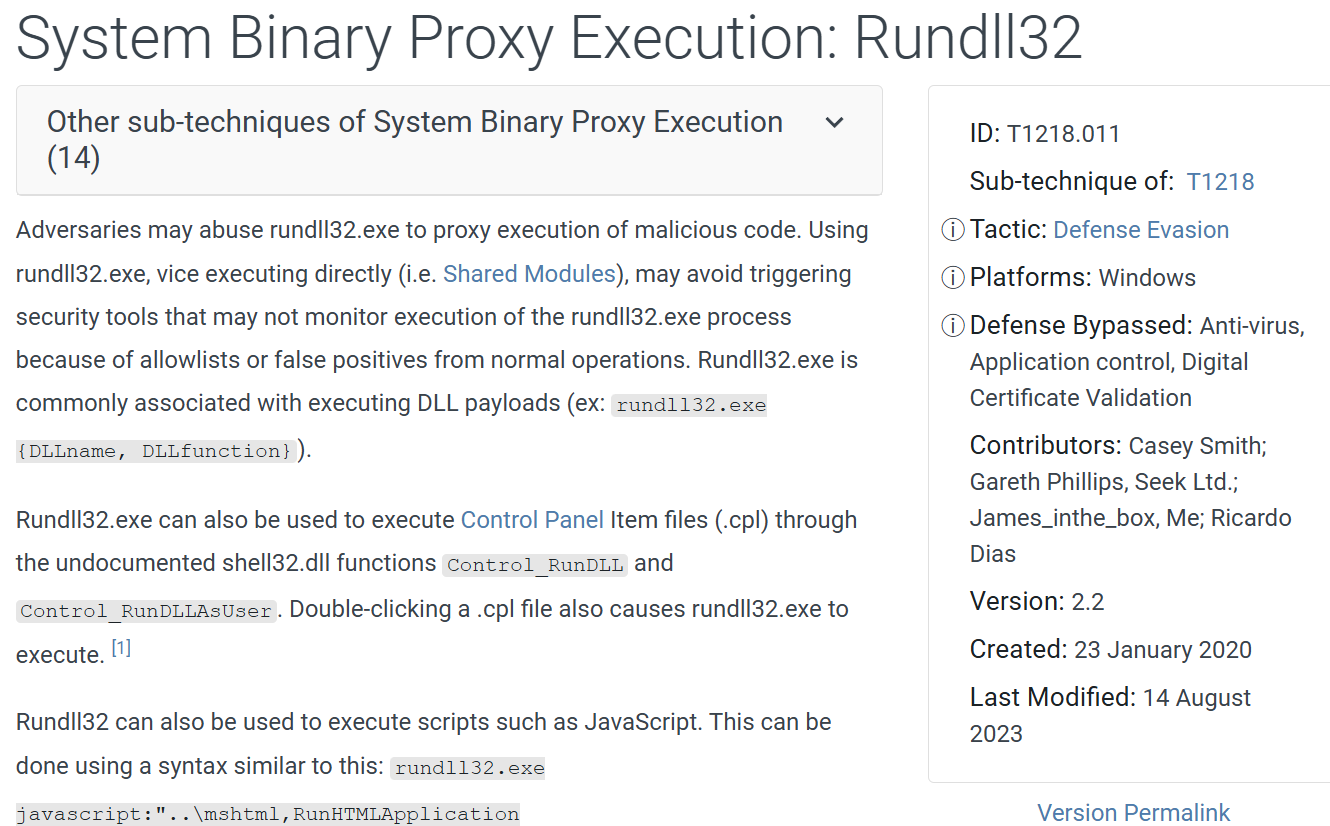 System Binary Proxy Execution: Rundll32
Other sub-techniques of System Binary Proxy Execution
(14)
Adversaries may abuse rundll32.exe to proxy execution of malicious code. Using
rundll32.exe, vice executing directly (i.e. Shared Modules), may avoid triggering
security tools that may not monitor execution of the rundll32.exe process
because of allowlists or false positives from normal operations. Rundll32.exe is
commonly associated with executing DLL payloads (ex: rundll32.exe
{DLLname, DLLfunction}).
Rundll32.exe can also be used to execute Control Panel Item files (.cpl) through
the undocumented shell32.dll functions Control_RunDLL and
Control_RunDLLAsUser. Double-clicking a .cpl file also causes rundll32.exe to
execute. [1]
Rundll32 can also be used to execute scripts such as JavaScript. This can be
done using a syntax similar to this: rundll32.exe
javascript:"..\mshtml,RunHTMLApplication
ID: T1218.011
Sub-technique of: T1218
Tactic: Defense Evasion
Platforms: Windows
Defense Bypassed: Anti-virus,
Application control, Digital
Certificate Validation
Contributors: Casey Smith;
Gareth Phillips, Seek Ltd.;
James_inthe_box, Me; Ricardo
Dias
Version: 2.2
Created: 23 January 2020
Last Modified: 14 August
2023
Version Permalink